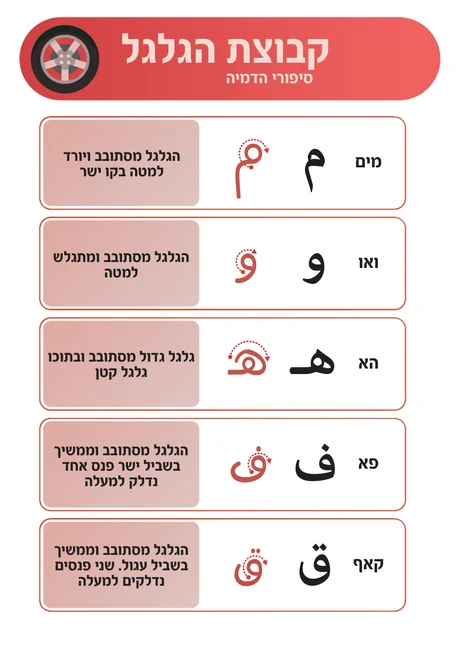 קבוצת הגלגל
סיפורי הדמיה
מים
م
م
הגלגל מסתובב ויורד
למטה בקו ישר
ואו
و
و
הגלגל מסתובב ומתגלש
למטה
הא
هـ
هـ
גלגל גדול מסתובב ובתוכו
גלגל קטן
פא
ف
ف
הגלגל מסתובב וממשיך
בשביל ישר פנס אחד
נדלק למעלה
קאף
ق
ق
הגלגל מסתובב וממשיך
בשביל עגול. שני פנסים
נדלקים למעלה